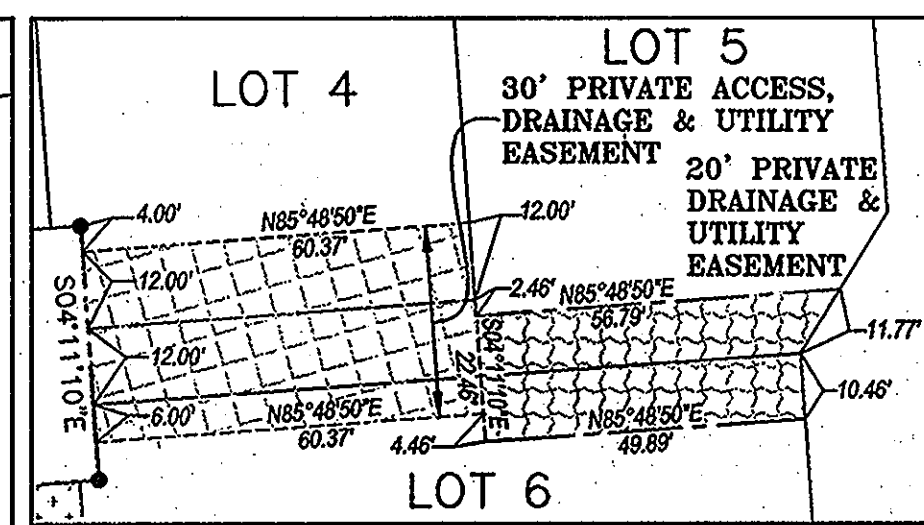 LOT 5
LOT 4
30' PRIVATE ACCESS,
DRAINAGE & UTILITY
EASEMENT
20' PRIVATE
DRAINAGE &
UTILITY
EASEMENT
4.00'
N85°48'50"E
60.37'
12.00'
12.00'
2.46'
N85°48'50"E
56.79'
S04°11'10"E
12.00'
S04°11'10"E
22.46'
11.77'
6.00'
N85°48'50"E
60.37'
4.46'
N85°48'50"E
49.89'
10.46'
LOT 6